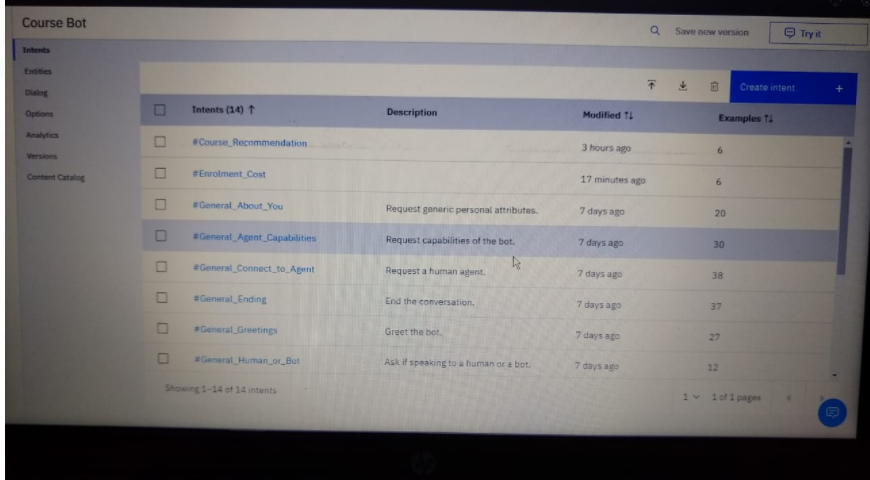 Course Bot
Save new version
Try it
Intents
Entities
Dialog
Options
Analytics
Versions
Content Catalog
Create intent +
Intents (14) ↑ Description Modified ↑↓ Examples ↑↓
#Course_Recommendation 3 hours ago 6
#Enrolment_Cost 17 minutes ago 6
#General_About_You Request generic personal attributes. 7 days ago 20
#General_Agent_Capabilities Request capabilities of the bot. 7 days ago 30
#General_Connect_to_Agent Request a human agent. 7 days ago 38
#General_Ending End the conversation. 7 days ago 37
#General_Greetings Greet the bot. 7 days ago 27
#General_Human_or_Bot Ask if speaking to a human or a bot. 7 days ago 12
Showing 1–14 of 14 intents 1 1 of 1 pages
hp